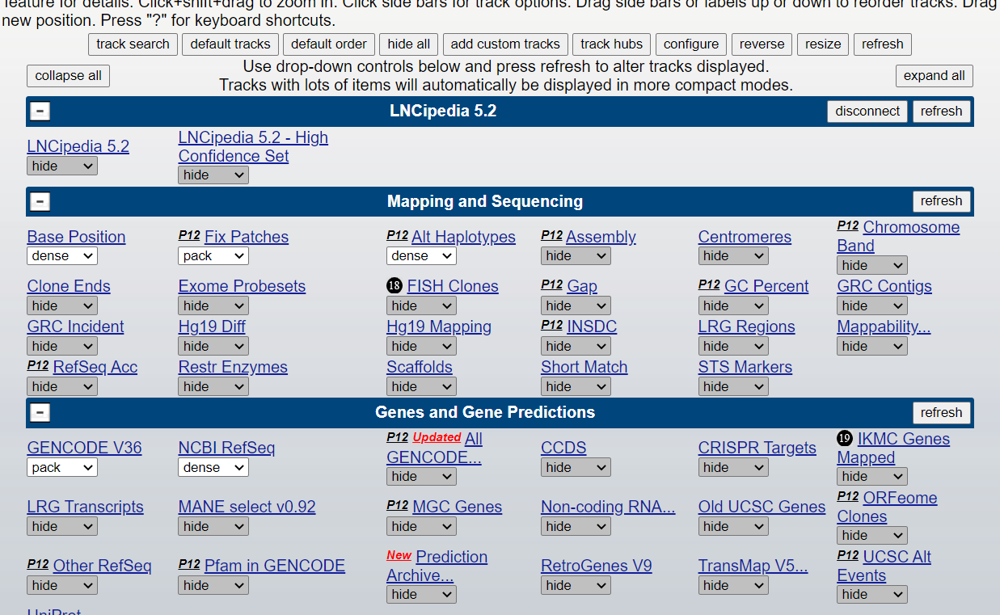 feature for details. Click+shift+drag to zoom in. Click side bars for track options. Drag side bars or labels up or down to reorder tracks. Drag
new position. Press "?" for keyboard shortcuts.
track search default tracks default order hide all add custom tracks track hubs configure reverse resize refresh
collapse all
Use drop-down controls below and press refresh to alter tracks displayed.
Tracks with lots of items will automatically be displayed in more compact modes.
expand all
- LNCipedia 5.2 disconnect refresh
LNCipedia 5.2
hide
LNCipedia 5.2 - High
Confidence Set
hide
- Mapping and Sequencing refresh
Base Position
dense
P12 Fix Patches
pack
P12 Alt Haplotypes
dense
P12 Assembly
hide
Centromeres
hide
P12 Chromosome
Band
hide
Clone Ends
hide
Exome Probesets
hide
18 FISH Clones
hide
P12 Gap
hide
P12 GC Percent
hide
GRC Contigs
hide
GRC Incident
hide
Hg19 Diff
hide
Hg19 Mapping
hide
P12 INSDC
hide
LRG Regions
hide
Mappability...
hide
P12 RefSeq Acc
hide
Restr Enzymes
hide
Scaffolds
hide
Short Match
hide
STS Markers
hide
- Genes and Gene Predictions refresh
GENCODE V36
pack
NCBI RefSeq
dense
P12 Updated All
GENCODE...
hide
CCDS
hide
CRISPR Targets
hide
19 IKMC Genes
Mapped
hide
LRG Transcripts
hide
MANE select v0.92
hide
P12 MGC Genes
hide
Non-coding RNA...
hide
Old UCSC Genes
hide
P12 ORFeome
Clones
hide
P12 Other RefSeq
hide
P12 Pfam in GENCODE
hide
New Prediction
Archive...
hide
RetroGenes V9
hide
TransMap V5...
hide
P12 UCSC Alt
Events
hide
UniProt